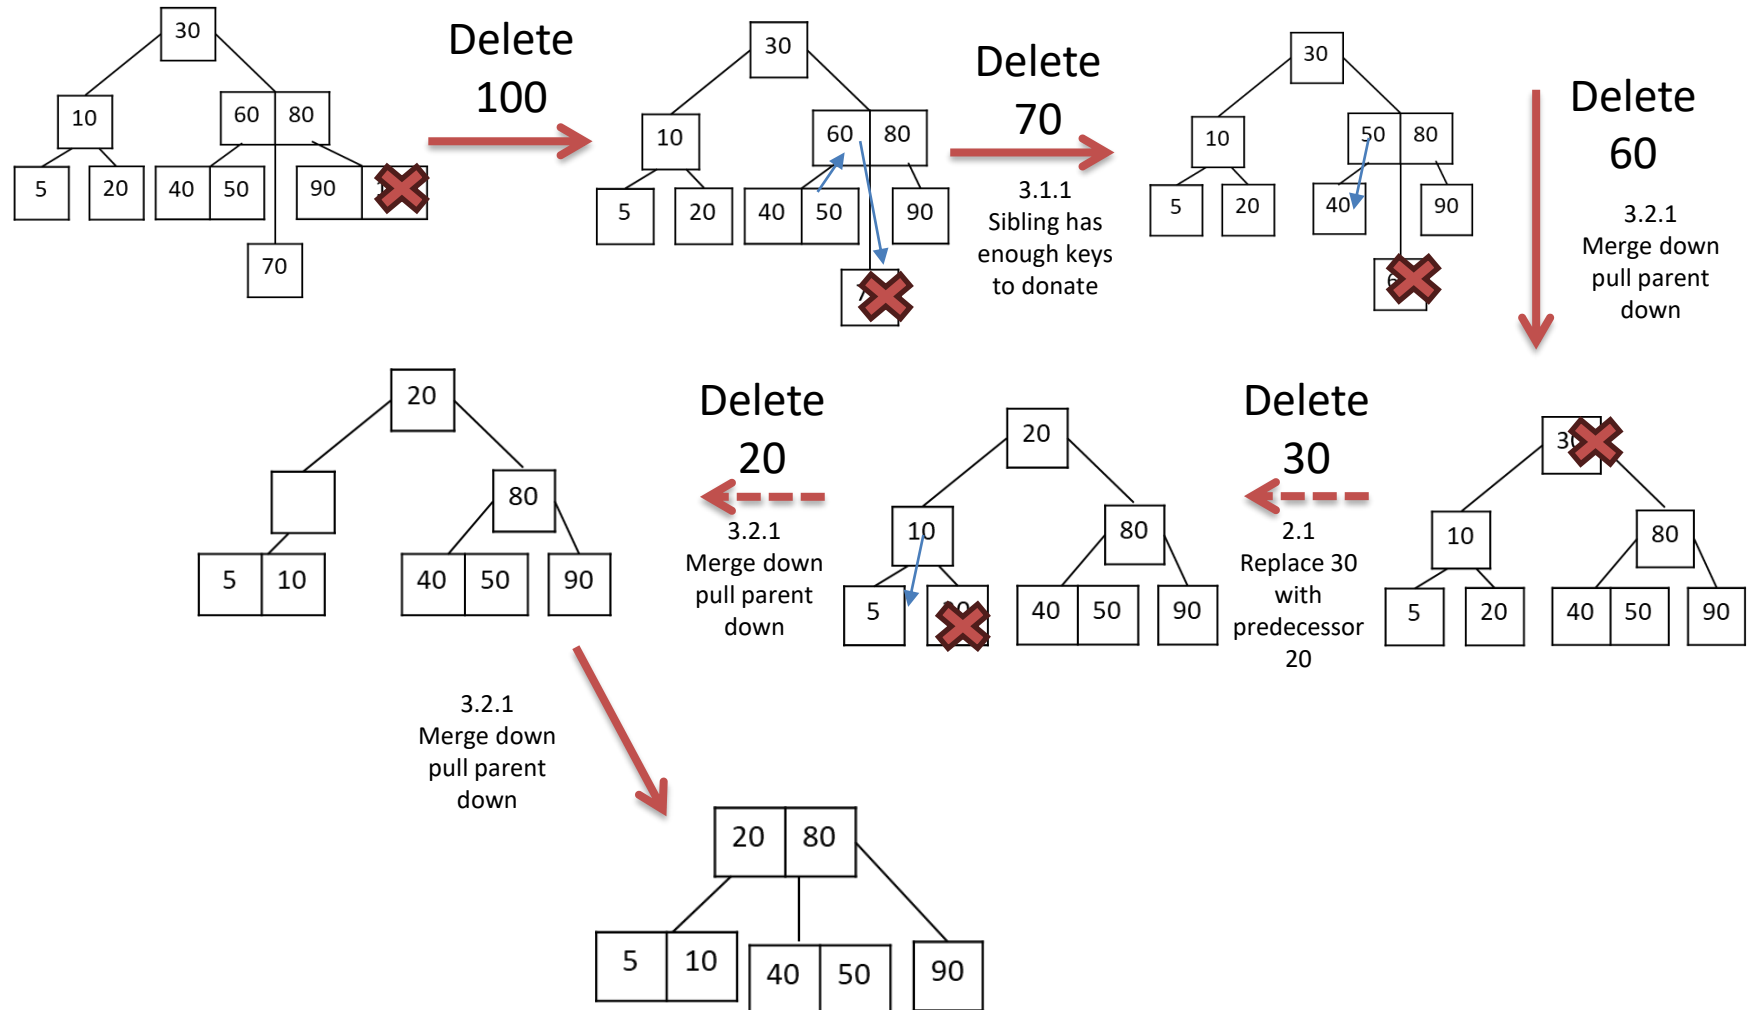 30
10
60 80
5
20
40 50
90
70
Delete
100
30
10
60 80
5
20
40 50
90
Delete
70
3.1.1
Sibling has
enough keys
to donate
30
10
50 80
5
20
40
90
Delete
60
3.2.1
Merge down
pull parent
down
10
80
5
20
40 50
90
Delete
30
2.1
Replace 30
with
predecessor
20
20
10
80
5
40 50
90
Delete
20
3.2.1
Merge down
pull parent
down
20
80
5 10
40 50
90
3.2.1
Merge down
pull parent
down
20 80
5 10
40 50
90